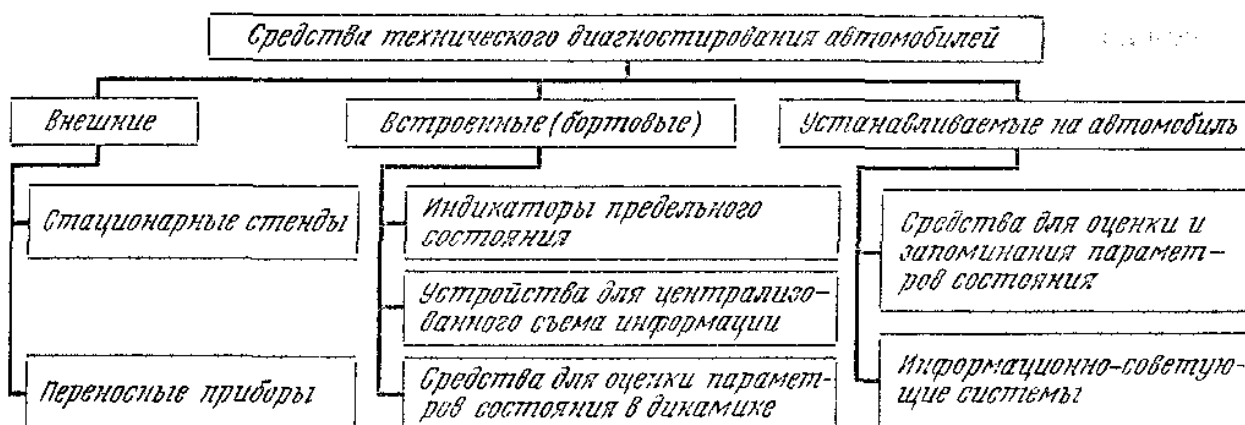 Средства технического диагностирования автомобилей
Внешние
Встроенные (бортовые)
Устанавливаемые на автомобиль
Стационарные стенды
Переносные приборы
Индикаторы предельного
состояния
Устройства для централизо-
ванного съема информации
Средства для оценки парамет-
ров состояния в динамике
Средства для оценки и
запоминания парамет-
ров состояния
Информационно-советую-
щие системы